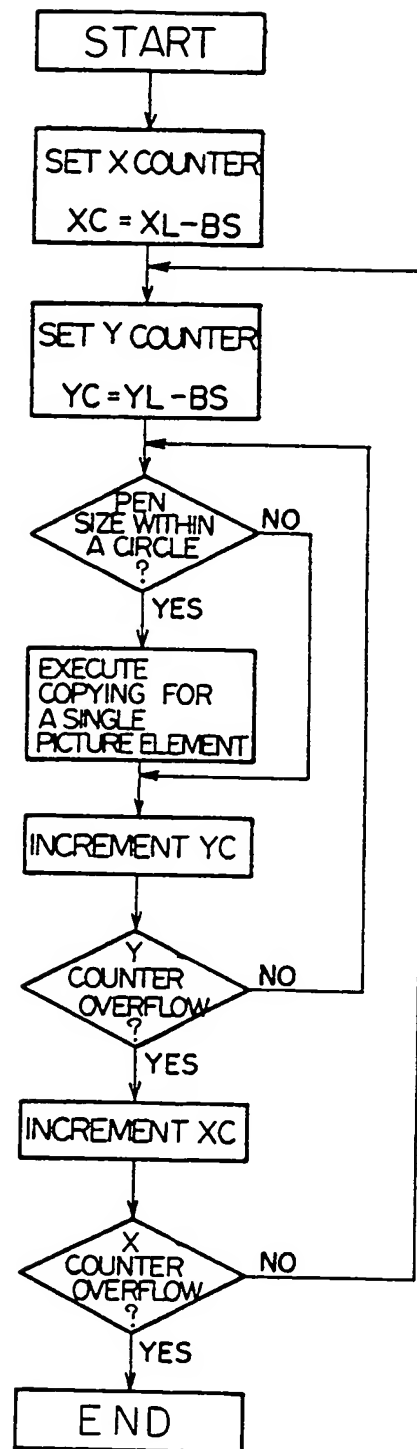 START
SET X COUNTER
XC = XL-BS
SET Y COUNTER
YC = YL-BS
PEN
SIZE WITHIN
A CIRCLE
?
NO
YES
EXECUTE
COPYING FOR
A SINGLE
PICTURE ELEMENT
INCREMENT YC
Y
COUNTER
OVERFLOW
?
NO
YES
INCREMENT XC
X
COUNTER
OVERFLOW
?
NO
YES
END